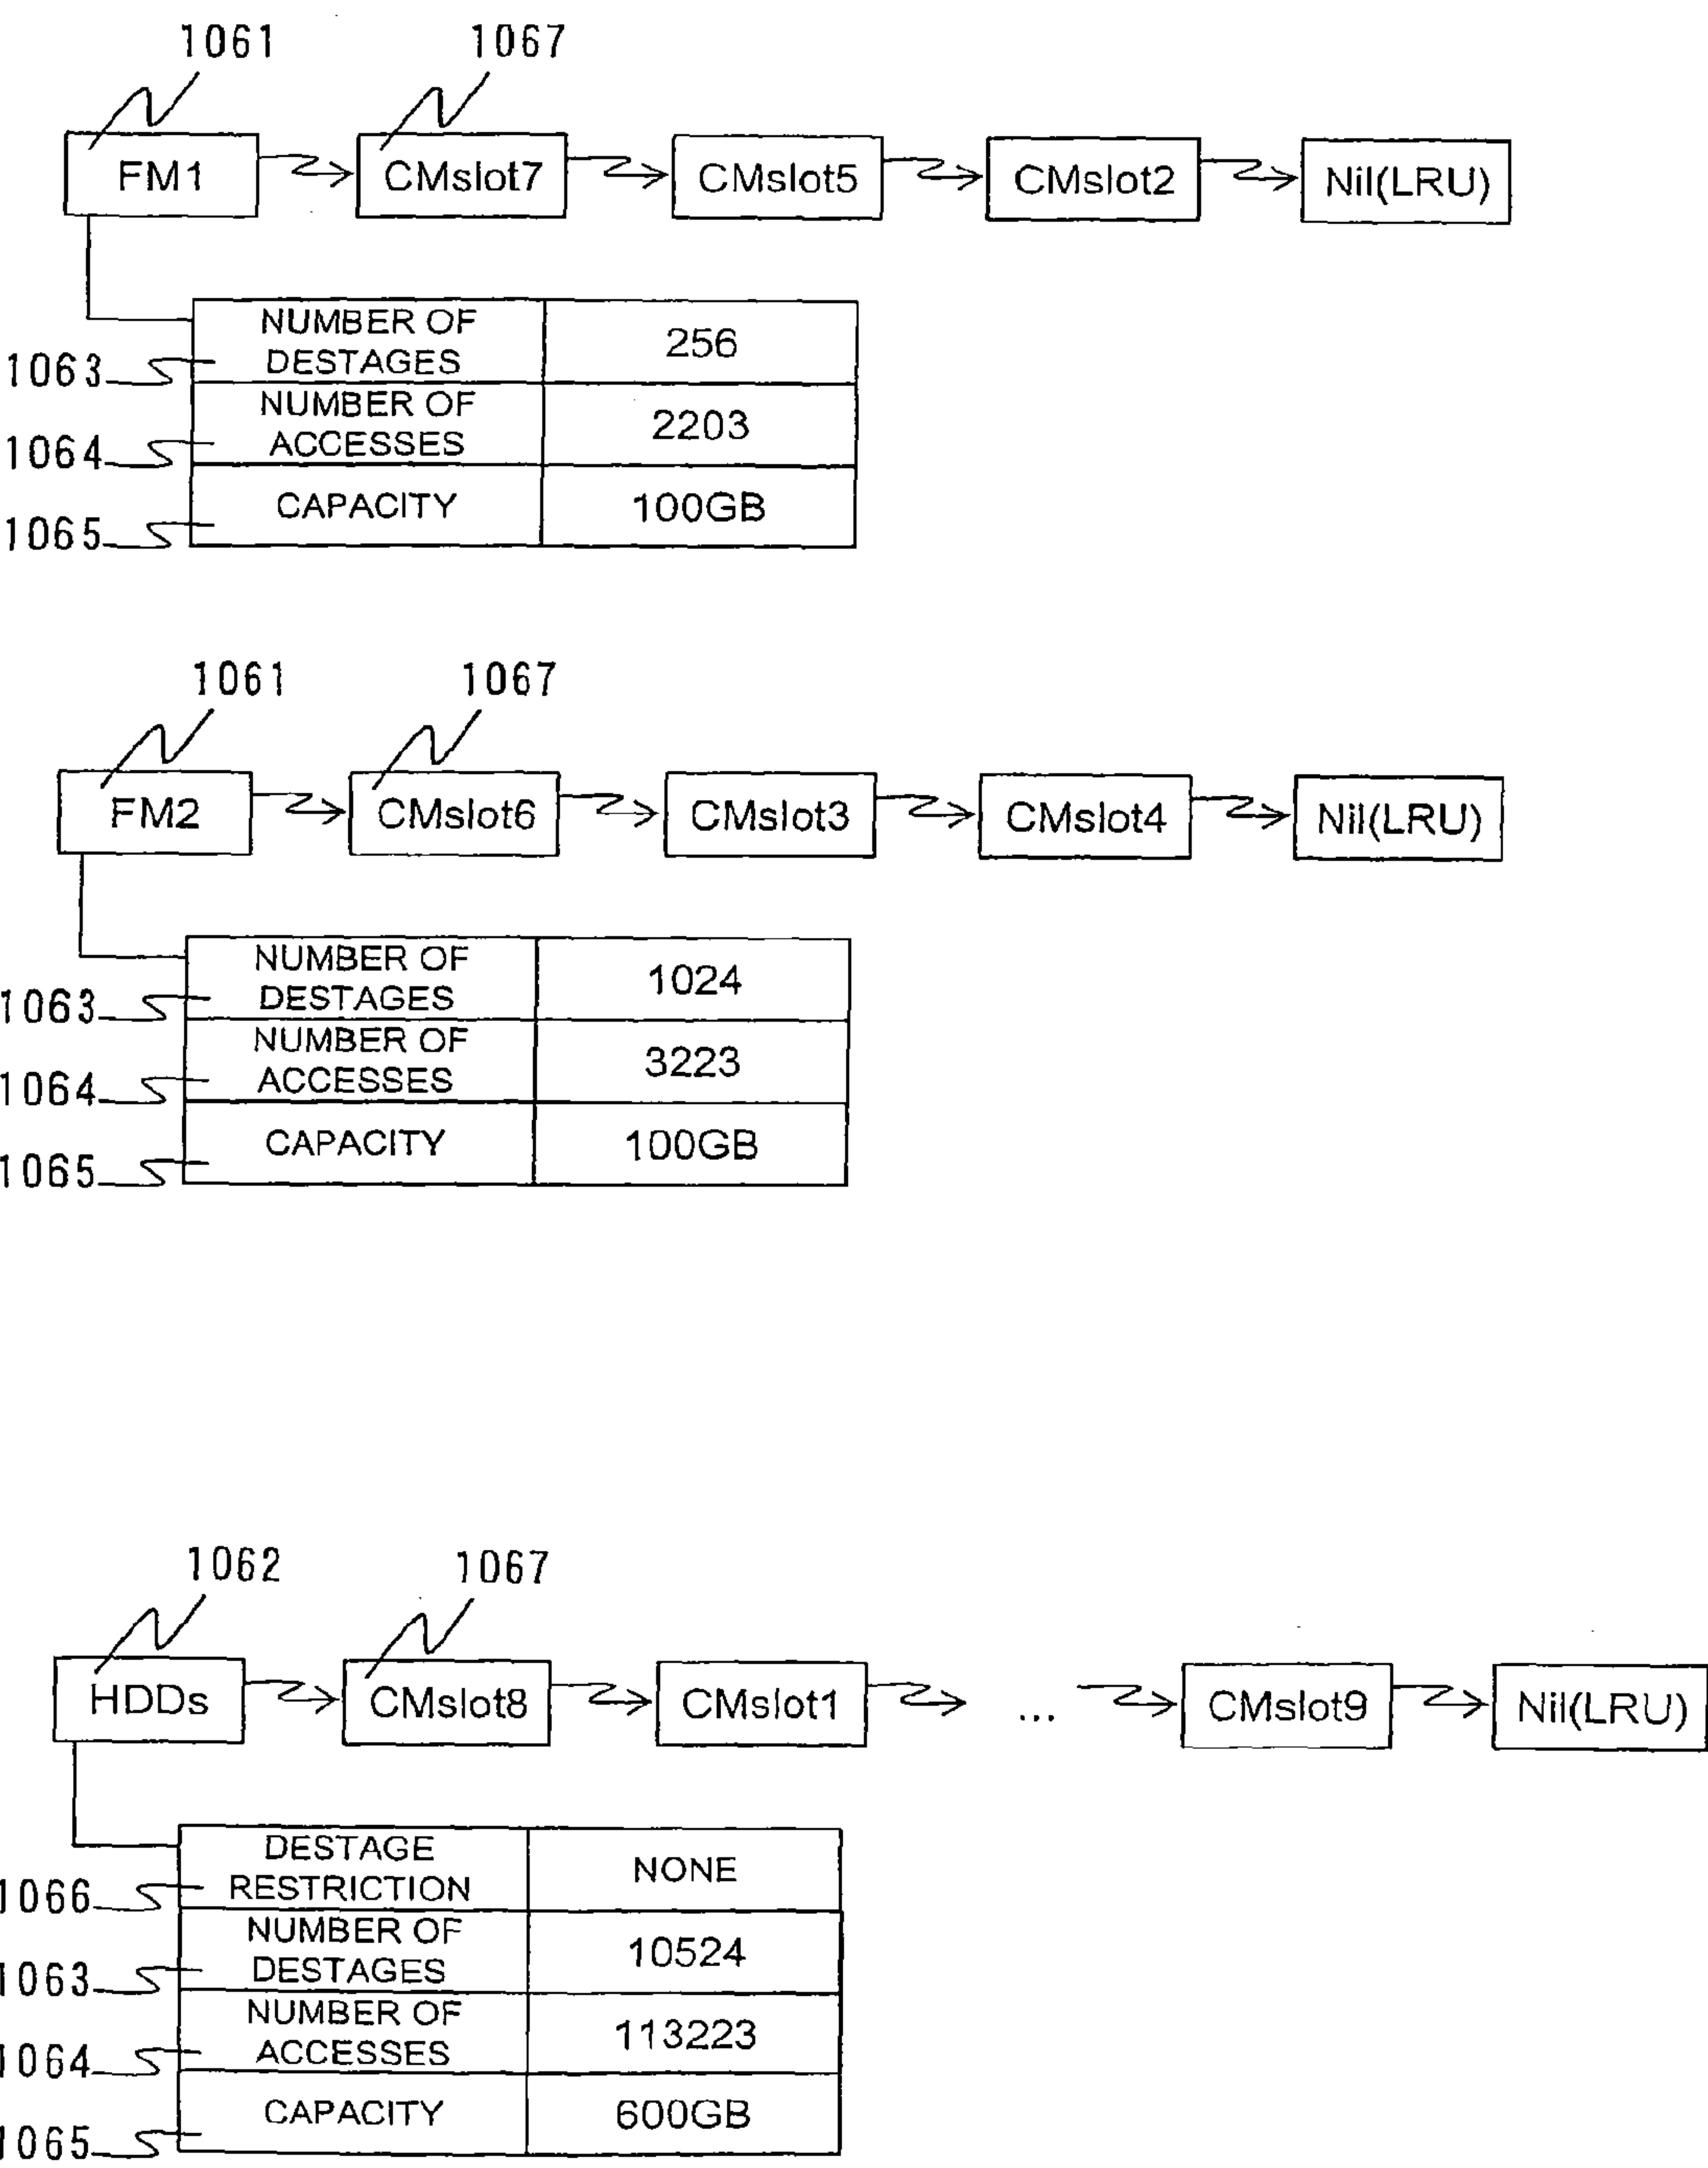 1061 1067
FM1 CMslot7 CMslot5 CMslot2 Nil(LRU)
NUMBER OF
DESTAGES 256
1063
NUMBER OF
ACCESSES 2203
1064
CAPACITY 100GB
1065
1061 1067
FM2 CMslot6 CMslot3 CMslot4 Nil(LRU)
NUMBER OF
DESTAGES 1024
1063
NUMBER OF
ACCESSES 3223
1064
CAPACITY 100GB
1065
1062 1067
HDDs CMslot8 CMslot1 ... CMslot9 Nil(LRU)
DESTAGE
RESTRICTION NONE
1066
NUMBER OF
DESTAGES 10524
1063
NUMBER OF
ACCESSES 113223
1064
CAPACITY 600GB
1065